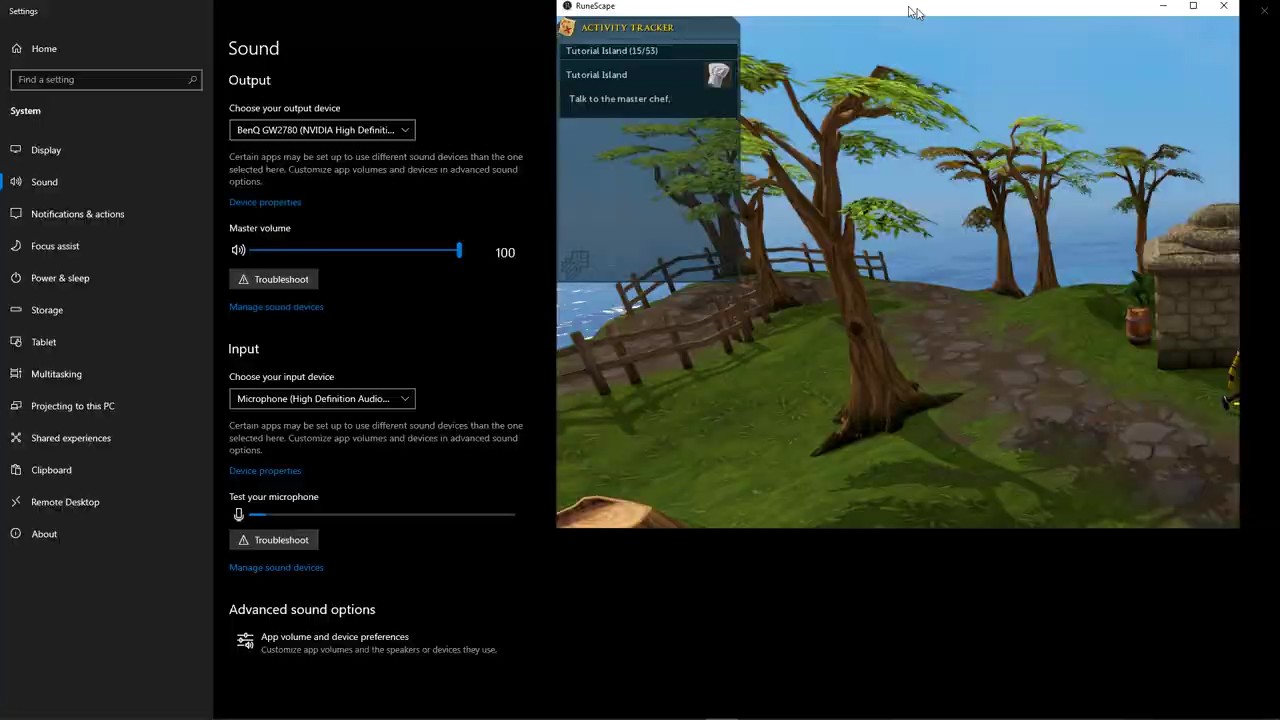 Settings
Home
Find a setting
System
Display
Sound
Notifications & actions
Focus assist
Power & sleep
Storage
Tablet
Multitasking
Projecting to this PC
Shared experiences
Clipboard
Remote Desktop
About
Sound
Output
Choose your output device
BenQ GW2780 (NVIDIA High Definiti...
Certain apps may be set up to use different sound devices than the one
selected here. Customize app volumes and devices in advanced sound
options.
Device properties
Master volume
100
Troubleshoot
Manage sound devices
Input
Choose your input device
Microphone (High Definition Audio...
Certain apps may be set up to use different sound devices than the one
selected here. Customize app volumes and devices in advanced sound
options.
Device properties
Test your microphone
Troubleshoot
Manage sound devices
Advanced sound options
App volume and device preferences
Customize app volumes and the speakers or devices they use.
RuneScape
ACTIVITY TRACKER
Tutorial Island (15/53)
Tutorial Island
Talk to the master chef.